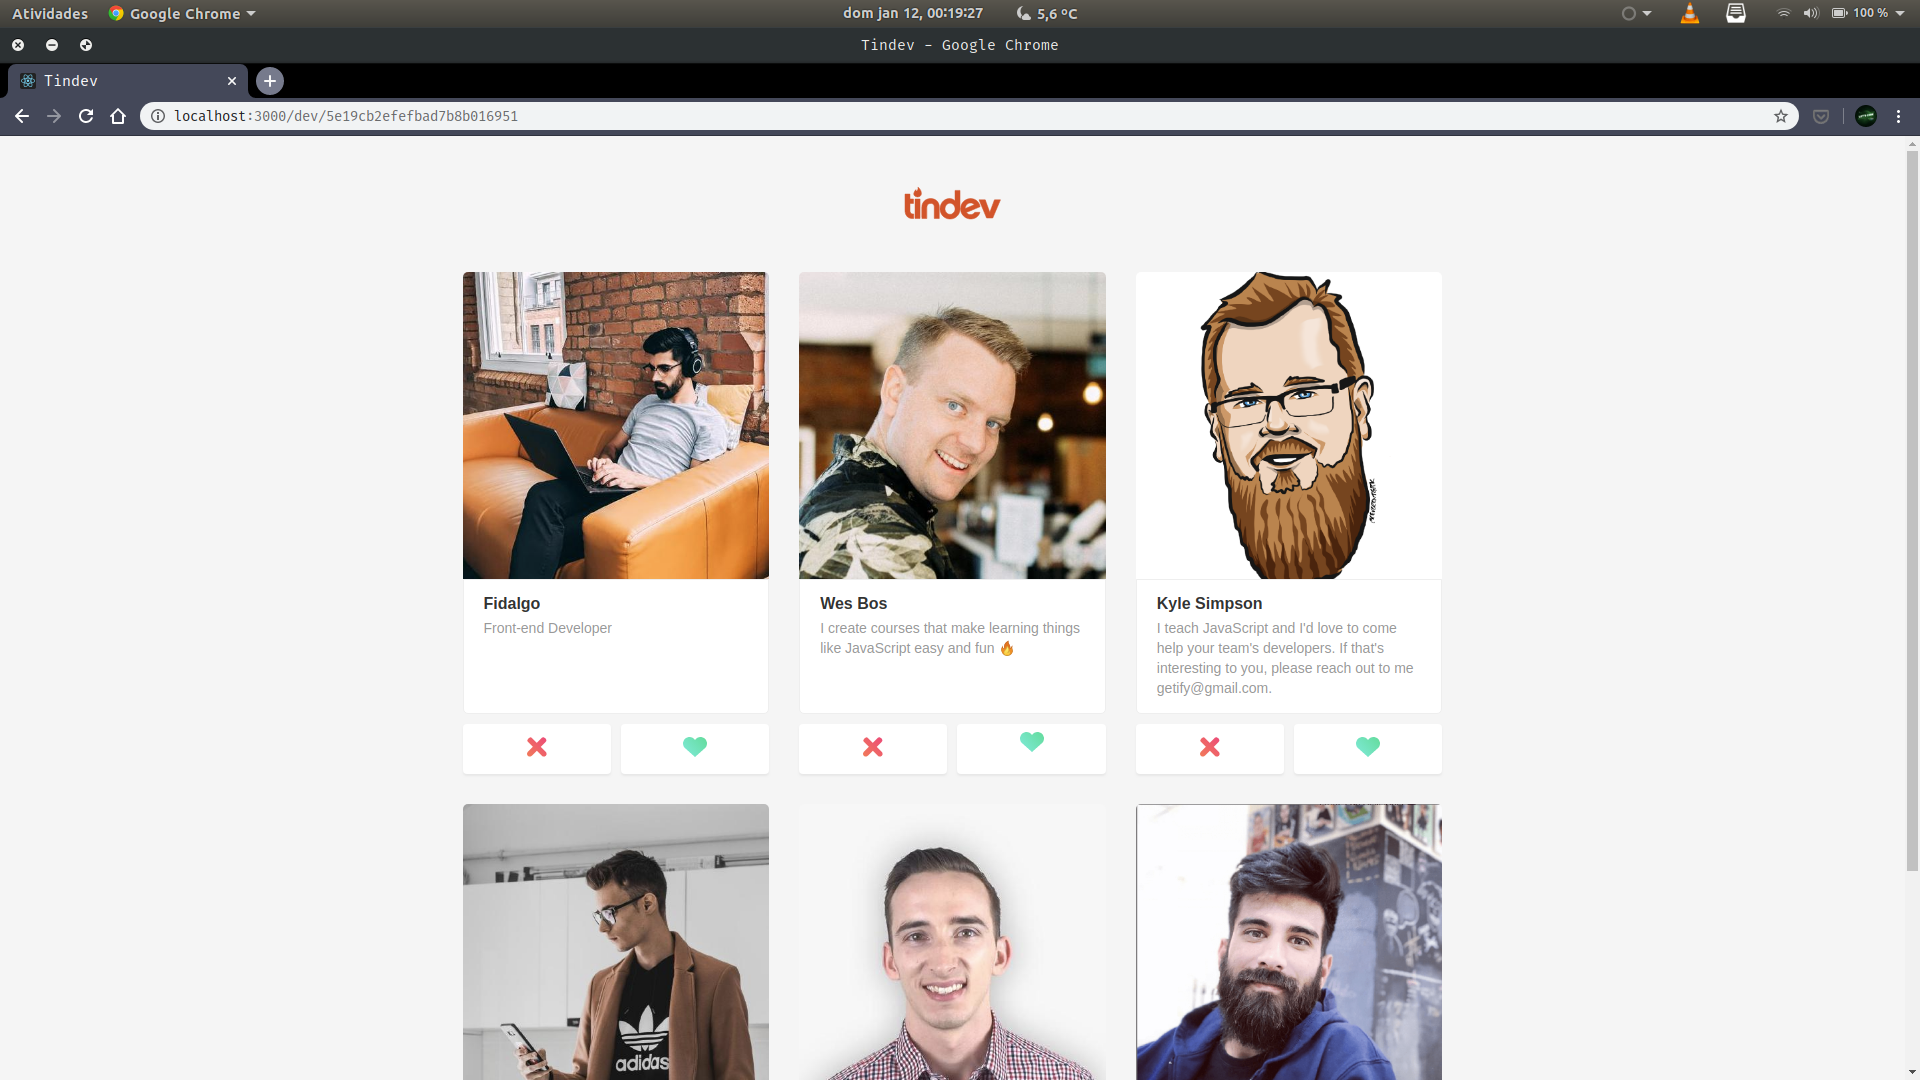 Atividades
Google Chrome
dom jan 12, 00:19:27
5,6 ºC
100 %
Tindev - Google Chrome
Tindev
localhost:3000/dev/5e19cb2efefbad7b8b016951
tindev
Fidalgo
Front-end Developer
Wes Bos
I create courses that make learning things
like JavaScript easy and fun 🔥
Kyle Simpson
I teach JavaScript and I'd love to come
help your team's developers. If that's
interesting to you, please reach out to me
getify@gmail.com.
adidas